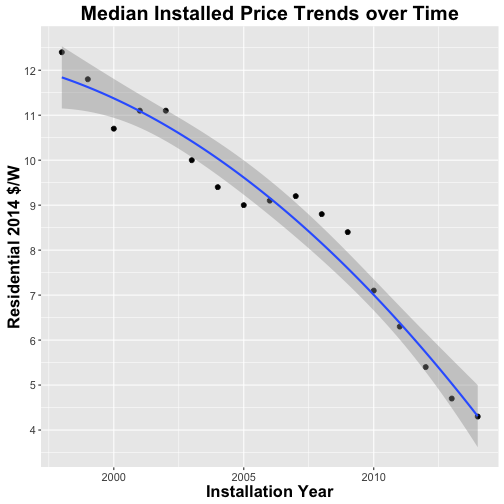 Median Installed Price Trends over Time
Residential 2014 $/W
12
11
10
9
8
7
6
5
4
2000 2005 2010
Installation Year